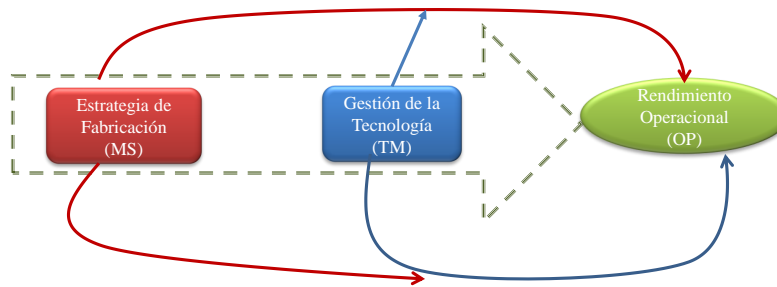 Estrategia de
Fabricación
(MS)
Gestión de la
Tecnología
(TM)
Rendimiento
Operacional
(OP)